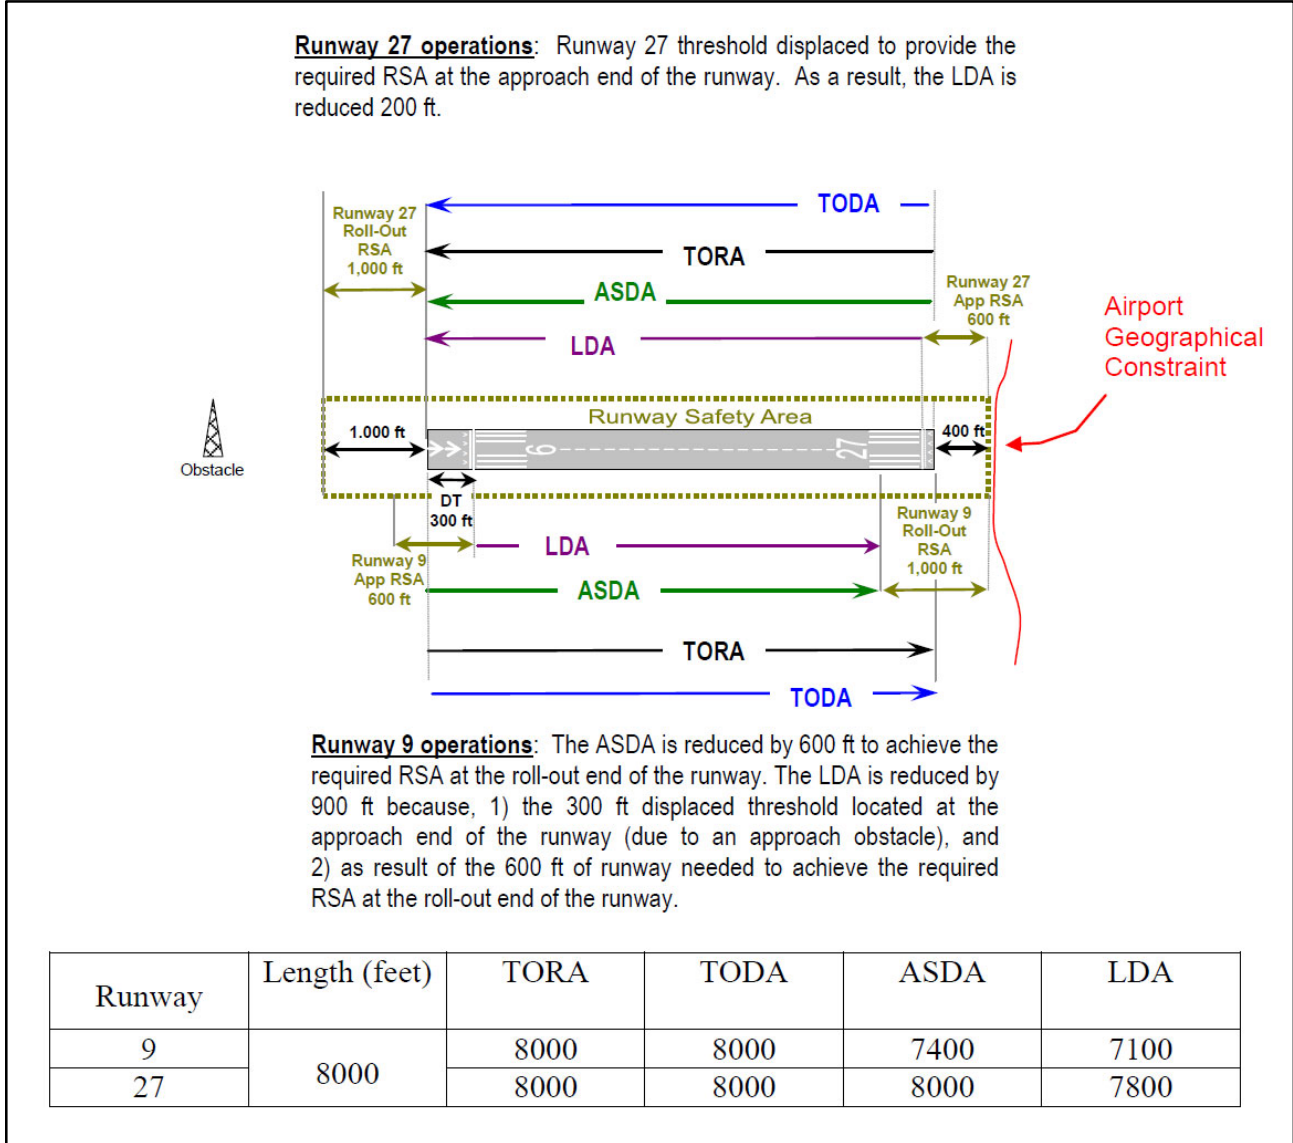 Runway 27 operations: Runway 27 threshold displaced to provide the
required RSA at the approach end of the runway. As a result, the LDA is
reduced 200 ft.
TODA
Runway 27
Roll-Out
RSA
1,000 ft
TORA
ASDA
Runway 27
App RSA
600 ft
LDA
Airport
Geographical
Constraint
Runway Safety Area
1.000 ft
9
27
400 ft
Obstacle
DT
300 ft
Runway 9
Roll-Out
RSA
1,000 ft
LDA
Runway 9
App RSA
600 ft
ASDA
TORA
TODA
Runway 9 operations: The ASDA is reduced by 600 ft to achieve the
required RSA at the roll-out end of the runway. The LDA is reduced by
900 ft because, 1) the 300 ft displaced threshold located at the
approach end of the runway (due to an approach obstacle), and
2) as result of the 600 ft of runway needed to achieve the required
RSA at the roll-out end of the runway.
Runway Length (feet) TORA TODA ASDA LDA
9 8000 8000 8000 7400 7100
27 8000 8000 8000 7800